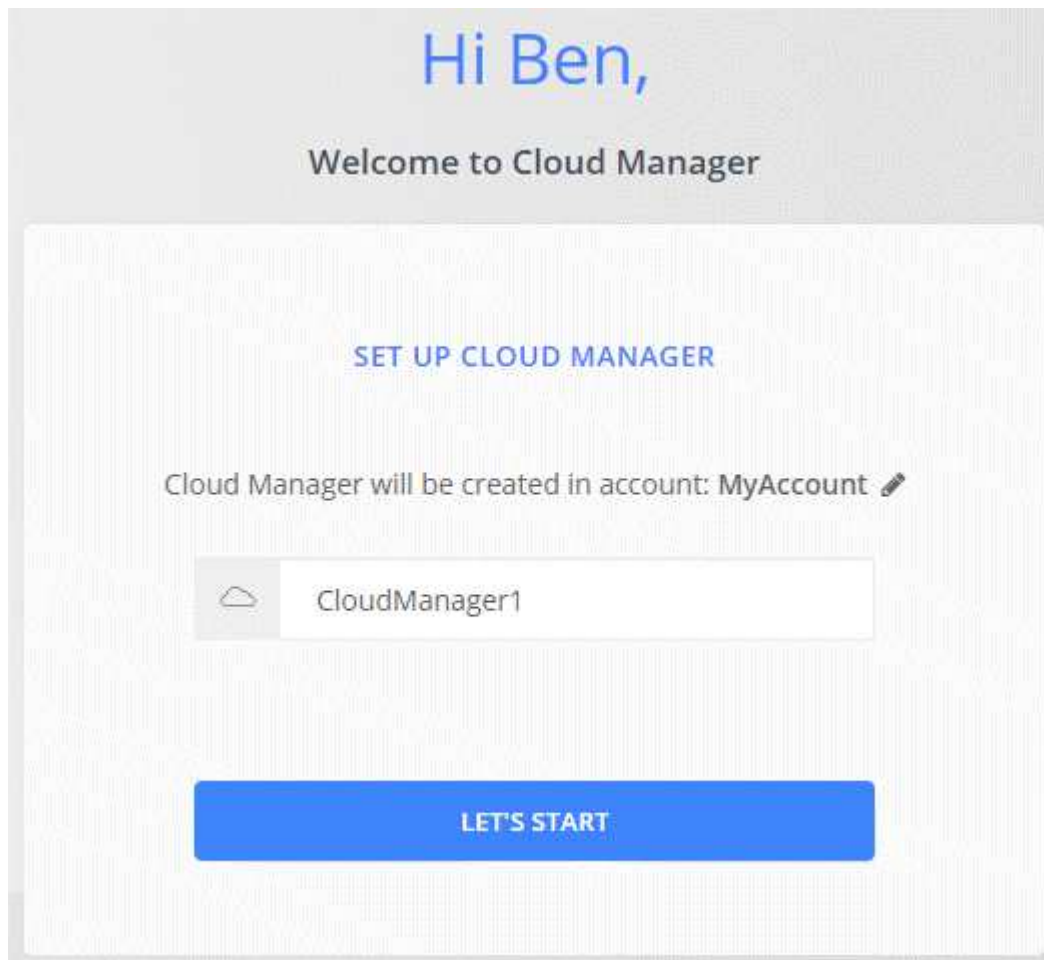 Hi Ben,
Welcome to Cloud Manager
SET UP CLOUD MANAGER
Cloud Manager will be created in account: MyAccount
CloudManager1
LET'S START